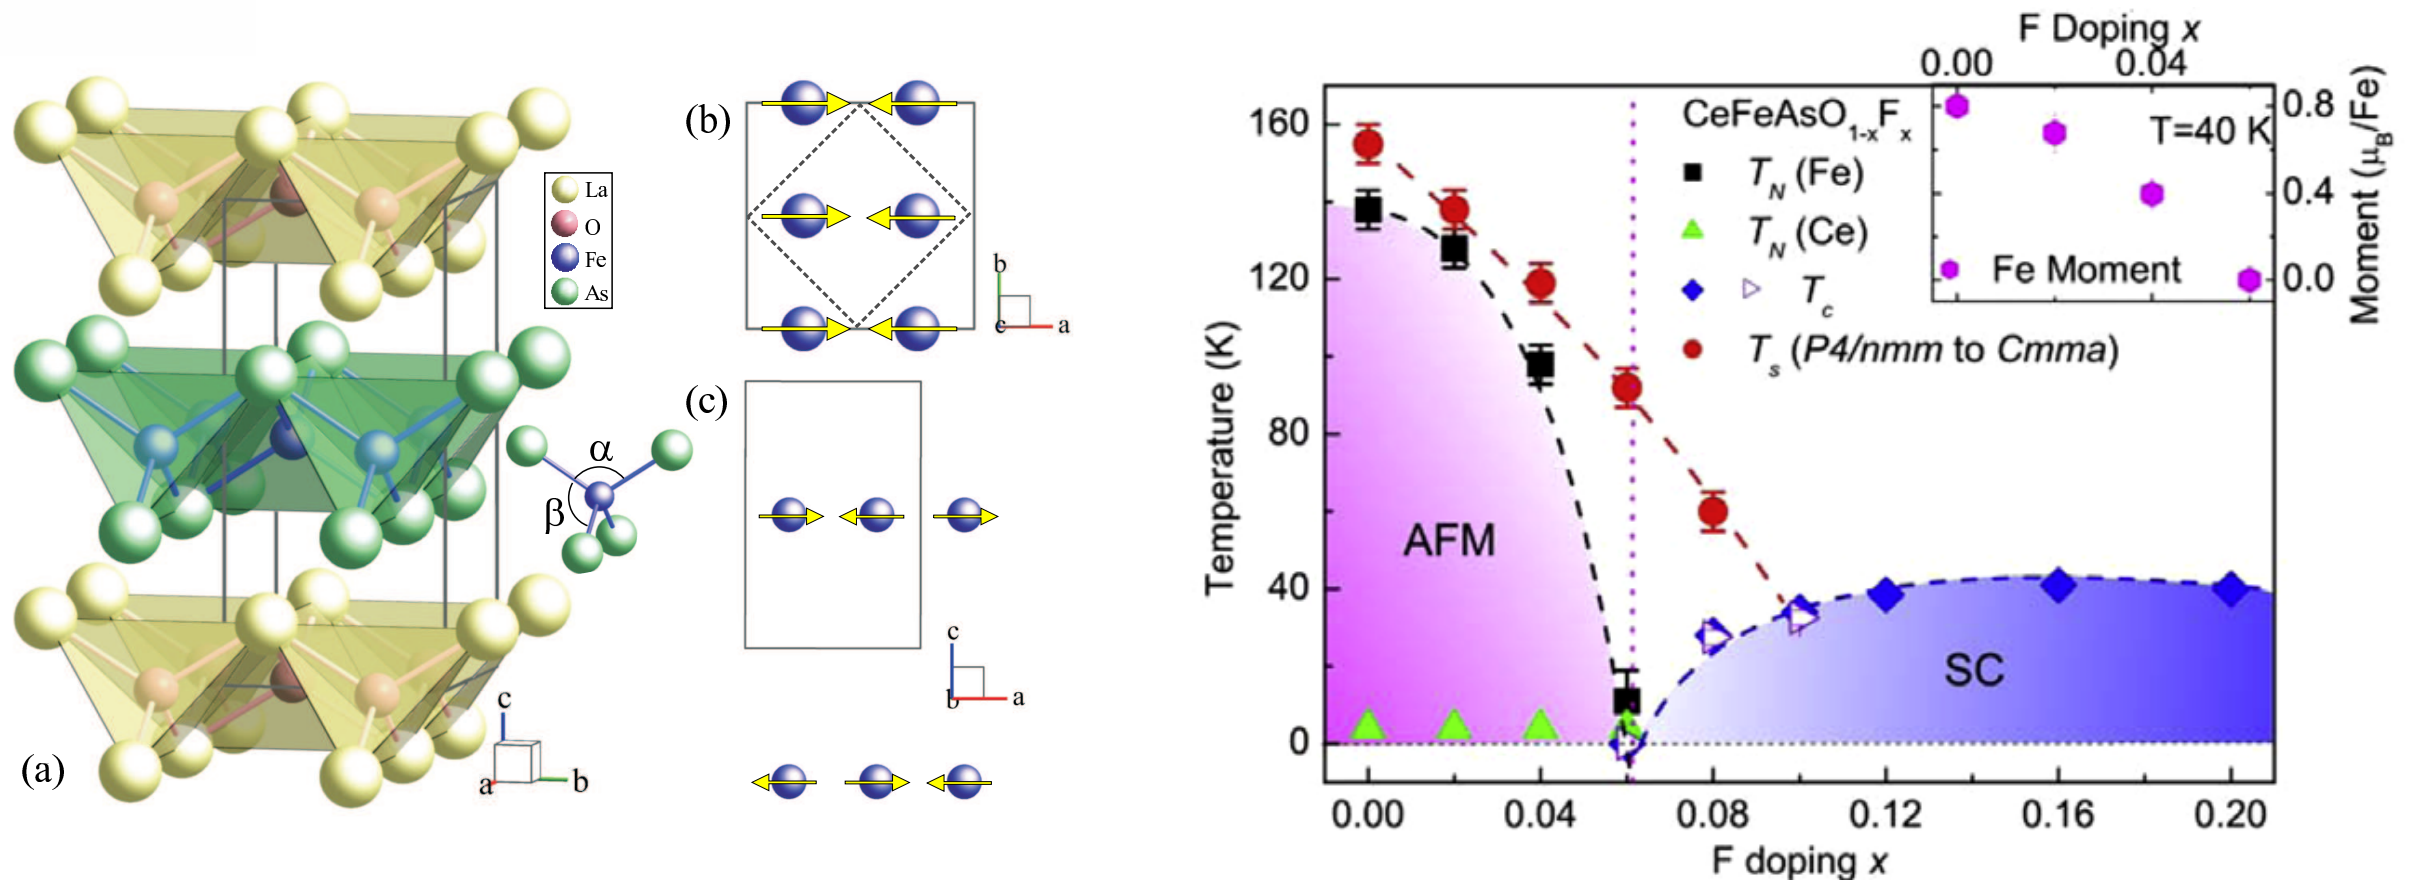 (a)
La
O
Fe
As
α
β
c
a
b
(b)
b
c
a
(c)
c
b
a
F Doping x
0.00
0.04
CeFeAsO1-xFx
TN (Fe)
TN (Ce)
Tc
Ts (P4/nmm to Cmma)
T=40 K
Fe Moment
0.8
0.4
0.0
Moment (μB/Fe)
Temperature (K)
160
120
80
40
0
AFM
SC
0.00
0.04
0.08
0.12
0.16
0.20
F doping x